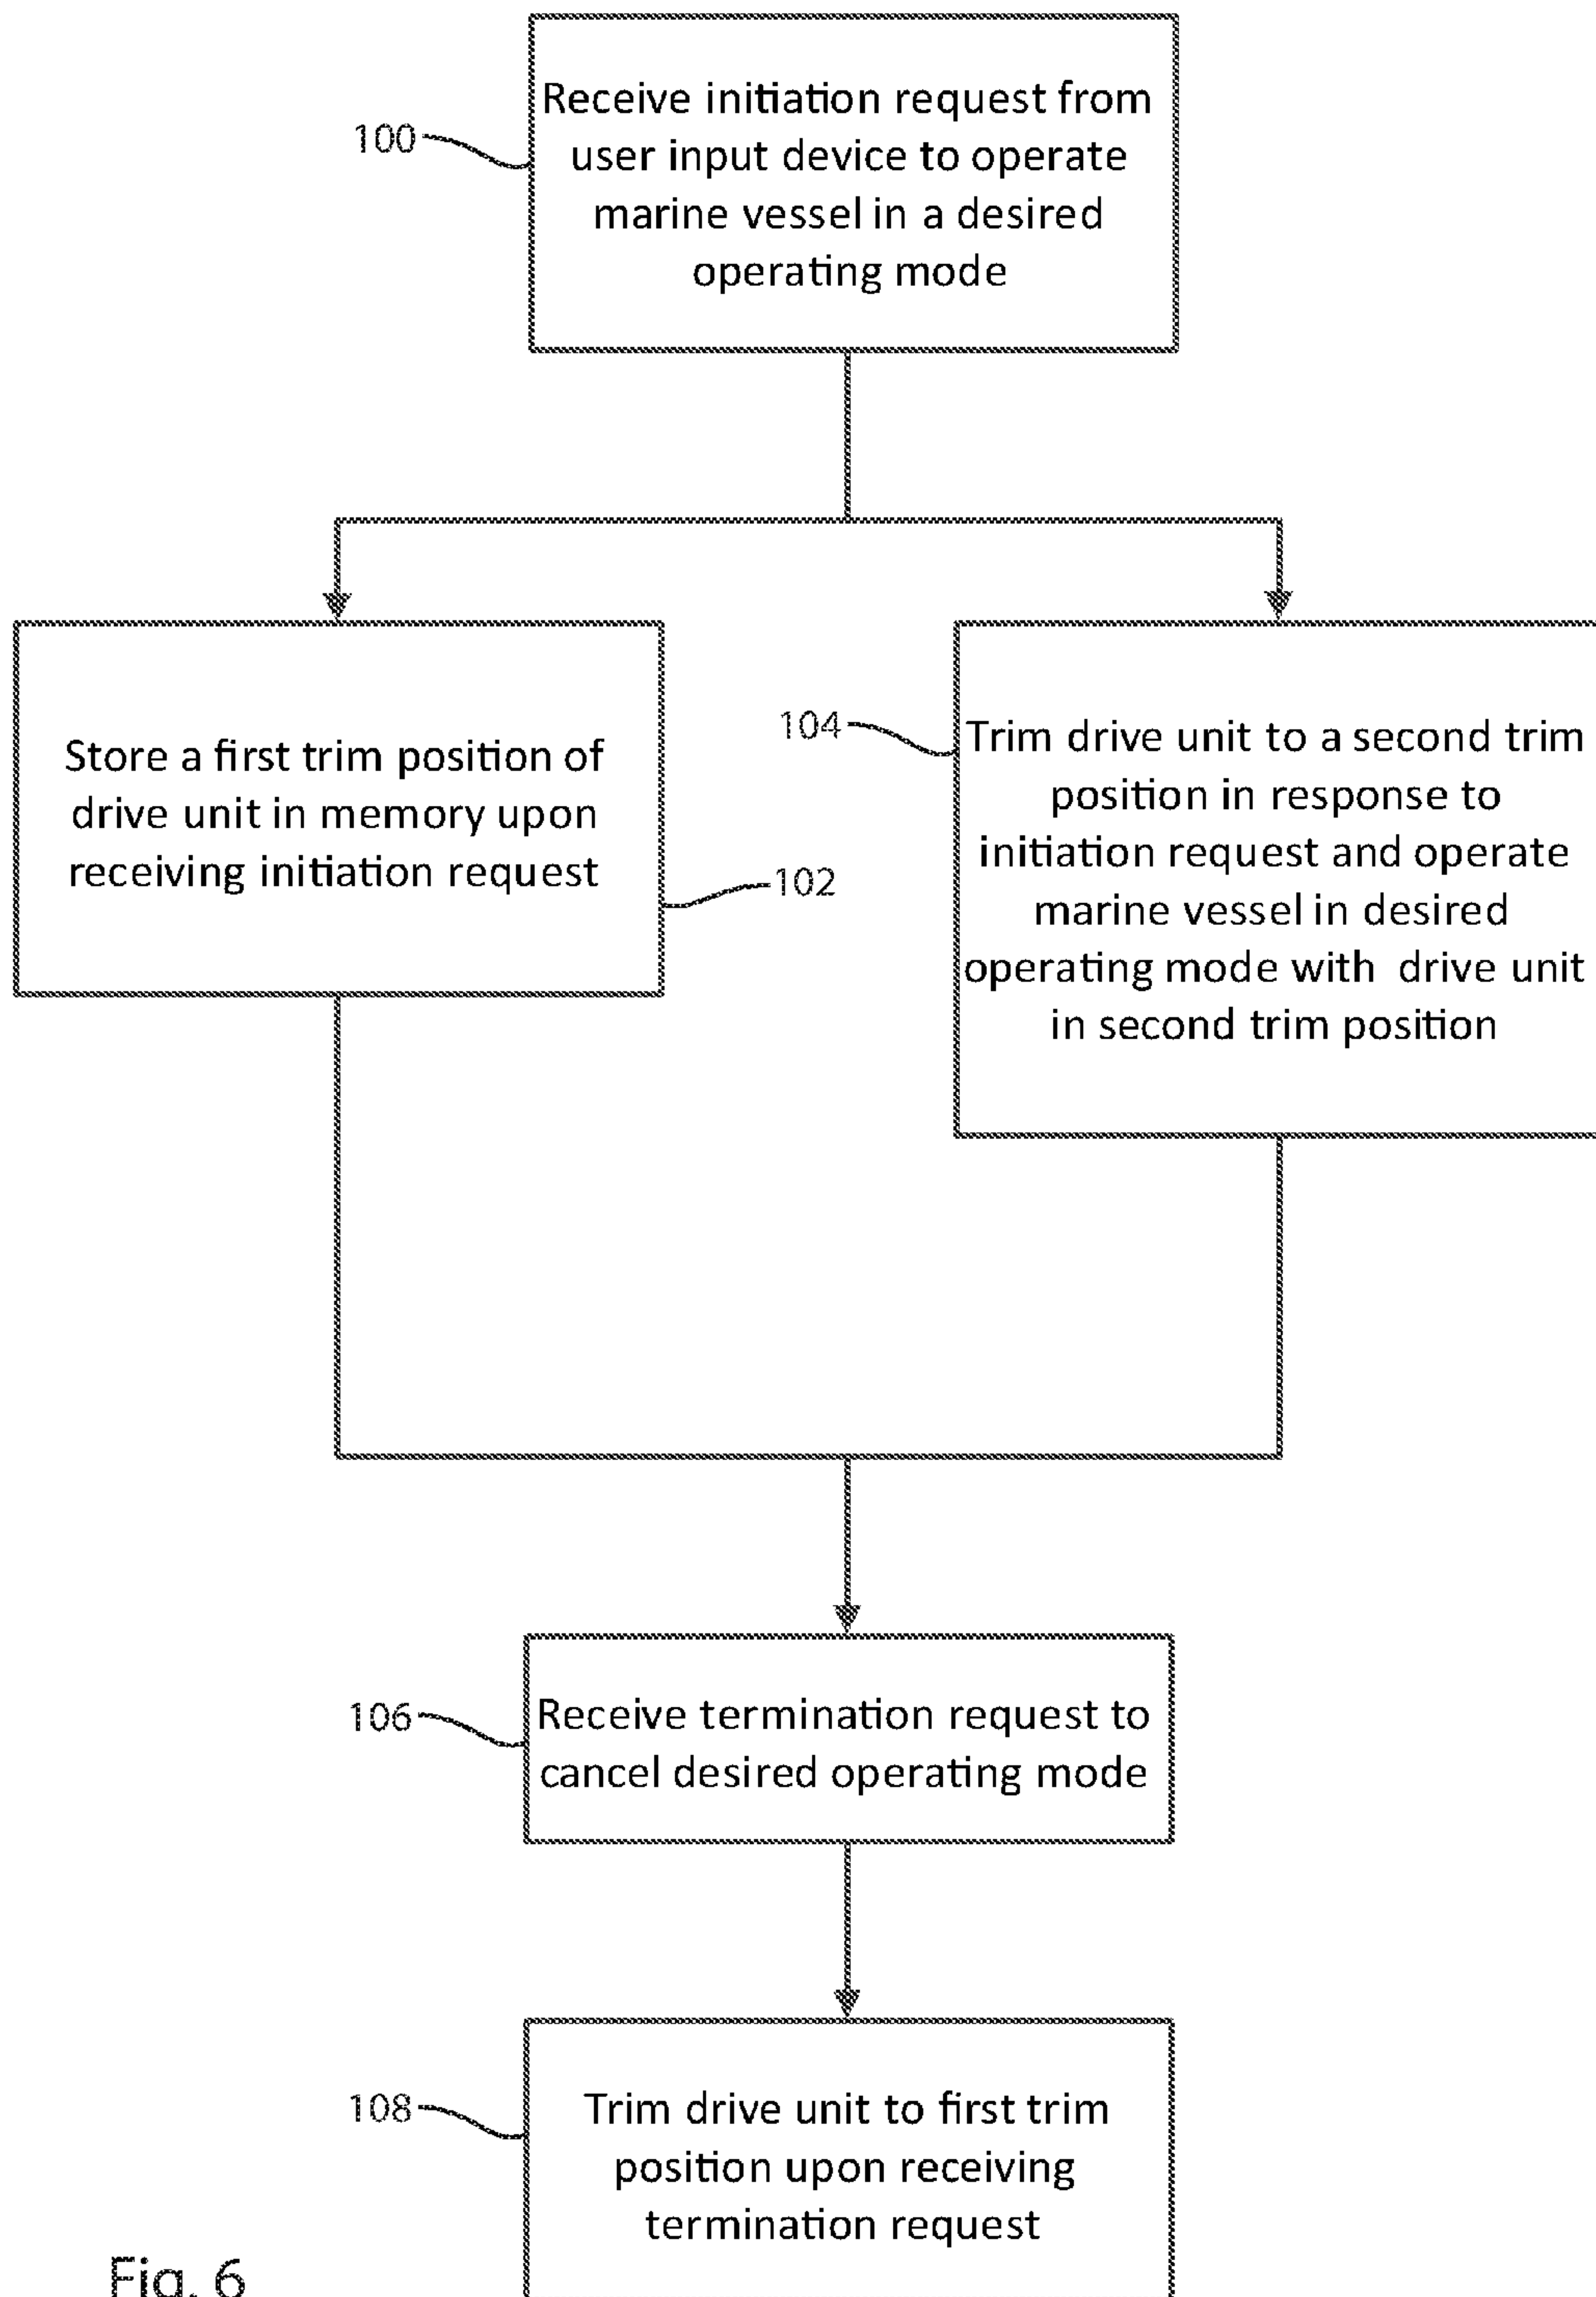 Receive initiation request from
user input device to operate
marine vessel in a desired
operating mode
100
Store a first trim position of
drive unit in memory upon
receiving initiation request
102
104
Trim drive unit to a second trim
position in response to
initiation request and operate
marine vessel in desired
operating mode with drive unit
in second trim position
106
Receive termination request to
cancel desired operating mode
108
Trim drive unit to first trim
position upon receiving
termination request
Fig. 6